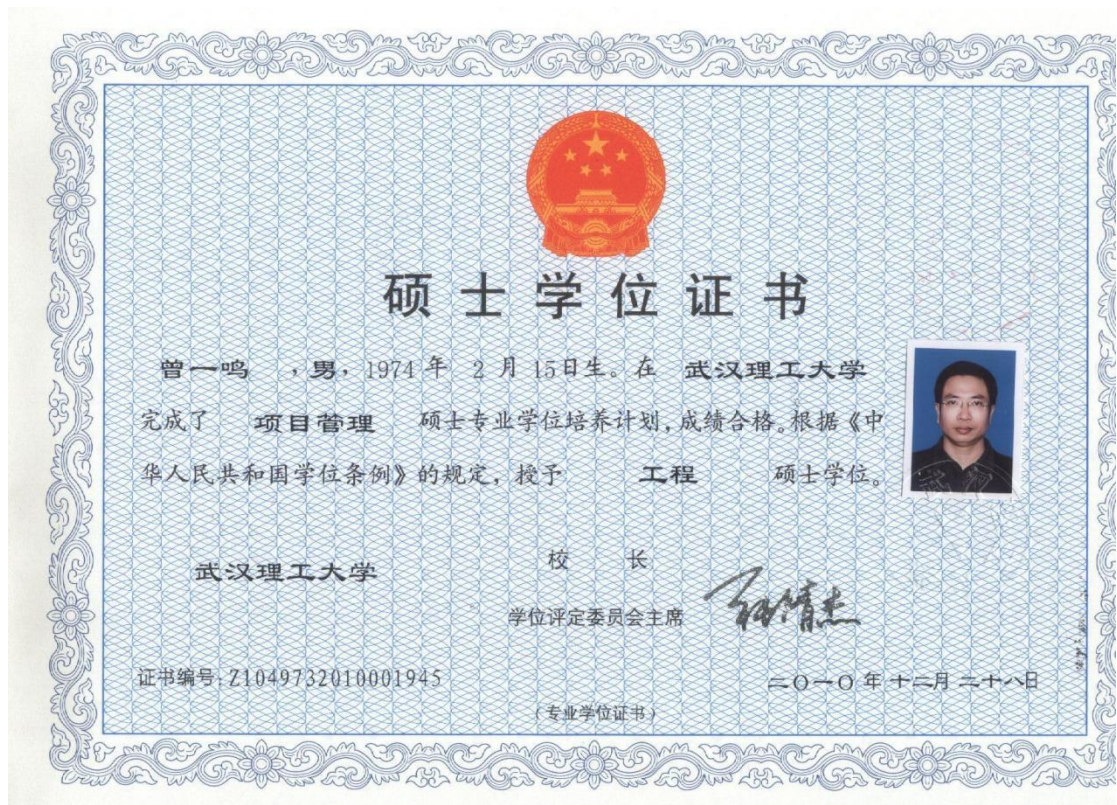 硕士学位证书
曾一鸣 ,男, 1974 年 2 月 15日生。在 武汉理工大学
完成了 项目管理 硕士专业学位培养计划,成绩合格。根据《中
华人民共和国学位条例》的规定, 授予 工程 硕士学位。
武汉理工大学
校 长
学位评定委员会主席
证书编号: Z1049732010001945
二〇一〇 年 十二月 二十八日
(专业学位证书)